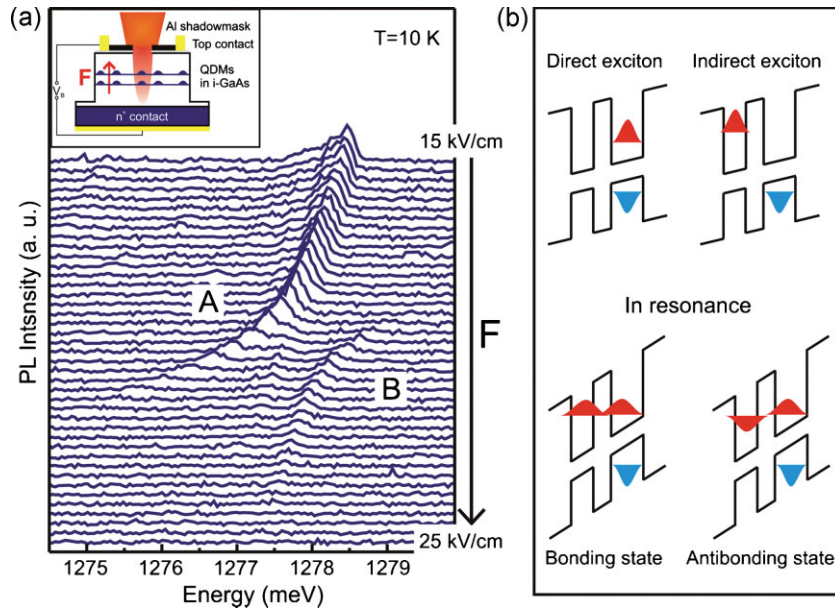 (a)
Al shadowmask
Top contact
T=10 K
F
QDMs
in i-GaAs
V_B
n+ contact
15 kV/cm
PL Intsnsity (a. u.)
A
F
B
25 kV/cm
1275 1276 1277 1278 1279
Energy (meV)
(b)
Direct exciton Indirect exciton
In resonance
Bonding state Antibonding state